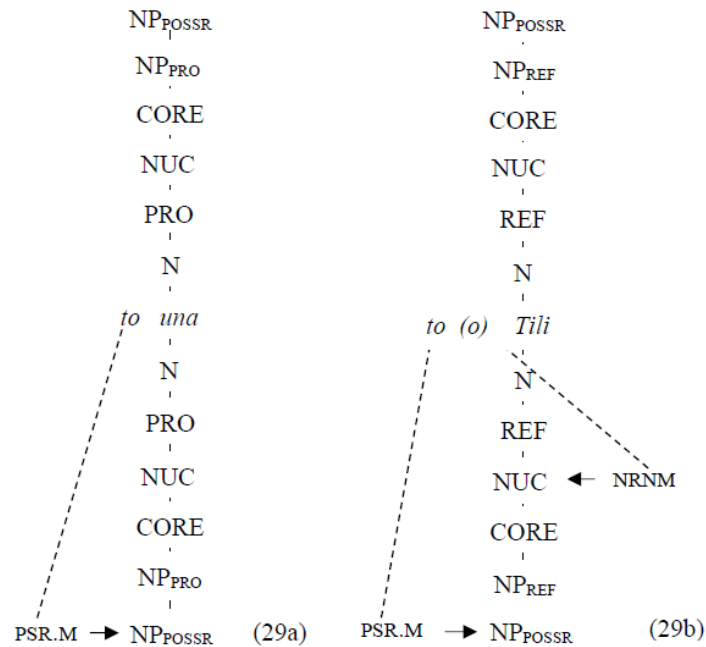 NPPOSSR NPPOSSR
NPPRO NPREF
CORE CORE
NUC NUC
PRO REF
N N
to una to (o) Tili
N N
PRO REF
NUC NUC NRNM
CORE CORE
NPPRO NPREF
PSR.M NPPOSSR (29a) PSR.M NPPOSSR (29b)